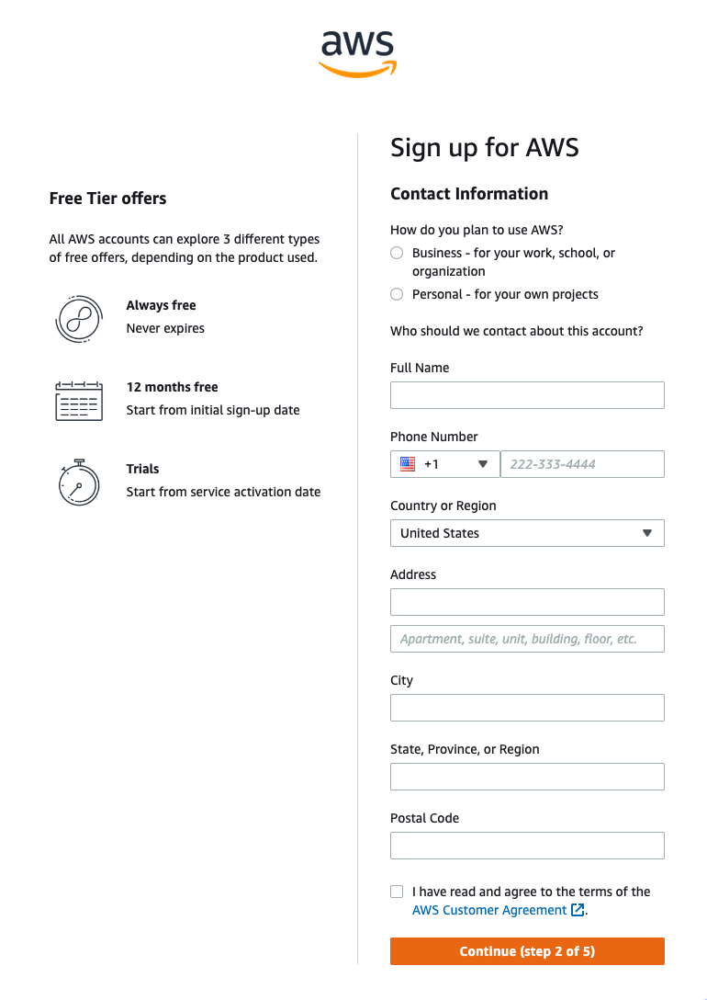 aws
Free Tier offers
All AWS accounts can explore 3 different types
of free offers, depending on the product used.
Always free
Never expires
12 months free
Start from initial sign-up date
Trials
Start from service activation date
Sign up for AWS
Contact Information
How do you plan to use AWS?
Business - for your work, school, or
organization
Personal - for your own projects
Who should we contact about this account?
Full Name
Phone Number
+1
222-333-4444
Country or Region
United States
Address
Apartment, suite, unit, building, floor, etc.
City
State, Province, or Region
Postal Code
I have read and agree to the terms of the
AWS Customer Agreement.
Continue (step 2 of 5)